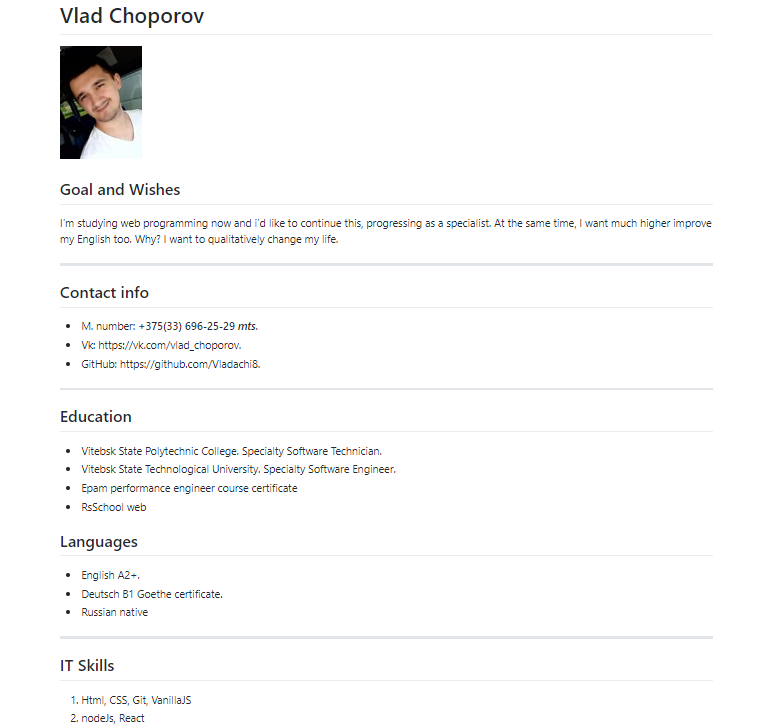 Vlad Choporov
Goal and Wishes
I'm studying web programming now and i'd like to continue this, progressing as a specialist. At the same time, I want much higher improve
my English too. Why? I want to qualitatively change my life.
Contact info
• M. number: +375(33) 696-25-29 mts.
• Vk: https://vk.com/vlad_choporov.
• GitHub: https://github.com/Vladachi8.
Education
• Vitebsk State Polytechnic College. Specialty Software Technician.
• Vitebsk State Technological University. Specialty Software Engineer.
• Epam performance engineer course certificate
• RsSchool web
Languages
• English A2+.
• Deutsch B1 Goethe certificate.
• Russian native
IT Skills
1. Html, CSS, Git, VanillaJS
2. nodeJs, React